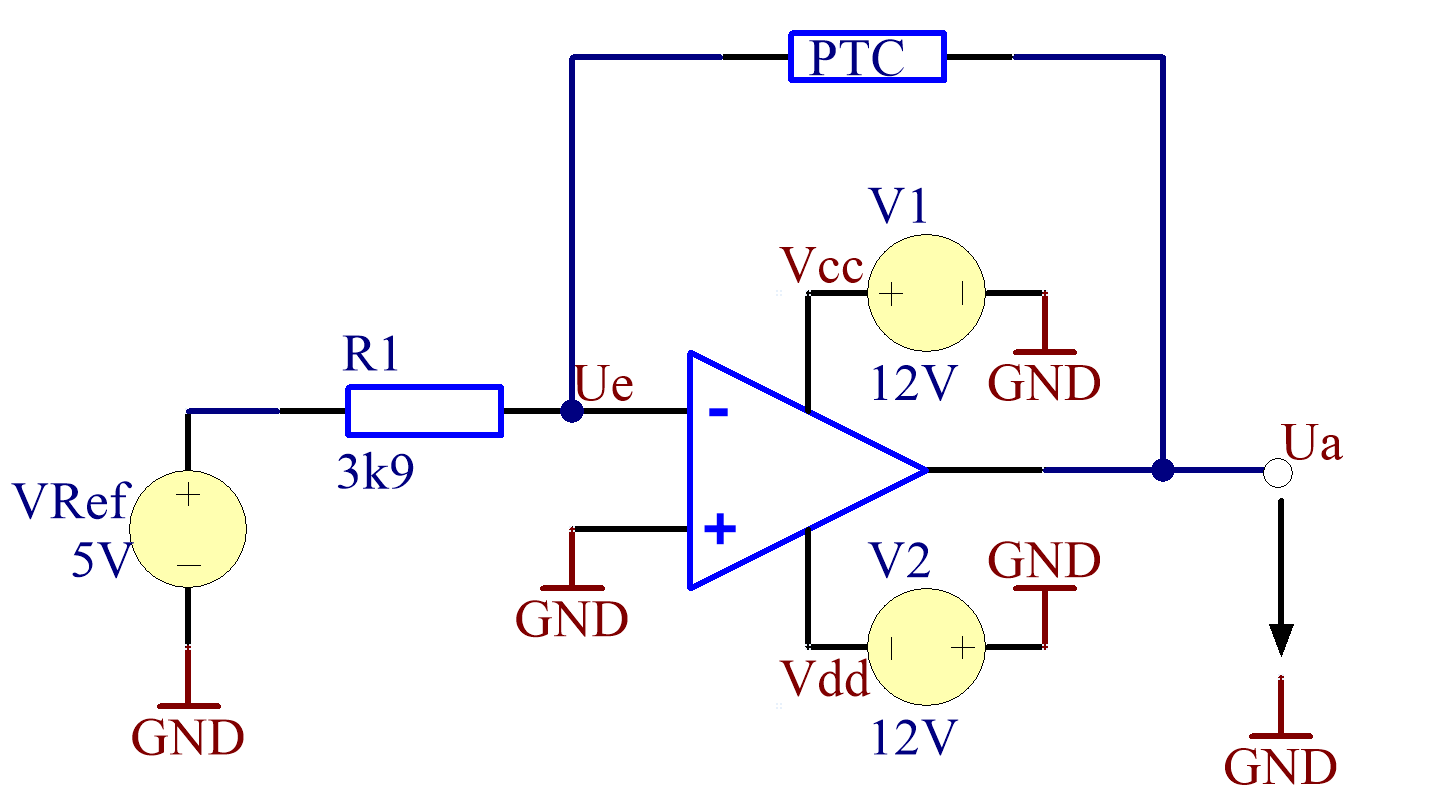 PTC
V1
Vcc
+ -
12V
GND
R1
Ue
3k9
-
+
GND
Ua
VRef
5V
+
-
GND
V2
GND
- +
Vdd
12V
GND